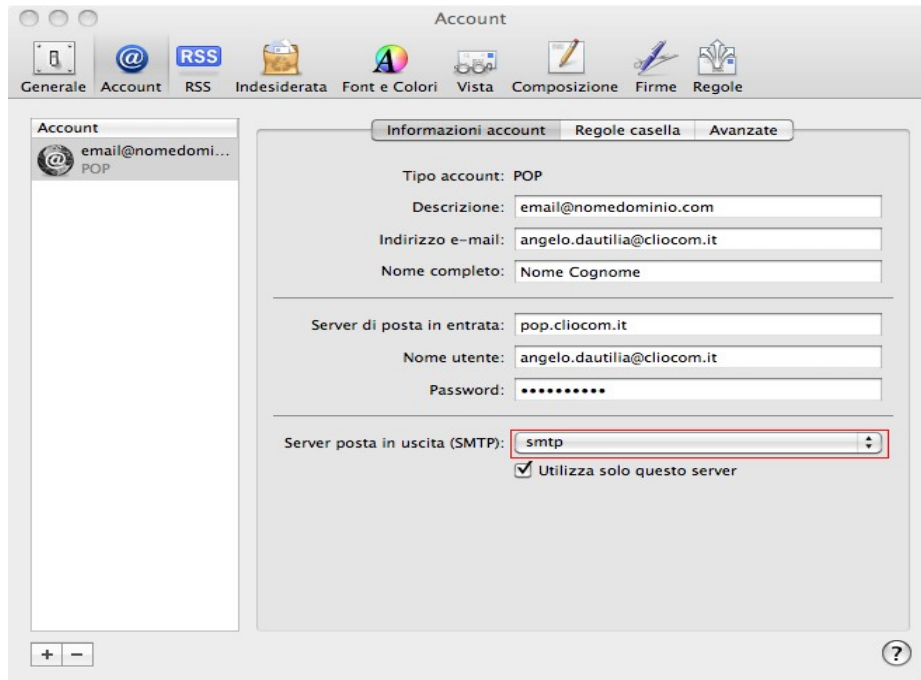 Account
RSS
Generale Account RSS Indesiderata Font e Colori Vista Composizione Firme Regole
Account
email@nomedomi...
POP
Informazioni account Regole casella Avanzate
Tipo account: POP
Descrizione: email@nomedominio.com
Indirizzo e-mail: angelo.dautilia@cliocom.it
Nome completo: Nome Cognome
Server di posta in entrata: pop.cliocom.it
Nome utente: angelo.dautilia@cliocom.it
Password: ••••••••••
Server posta in uscita (SMTP): smtp
Utilizza solo questo server
+ − ?